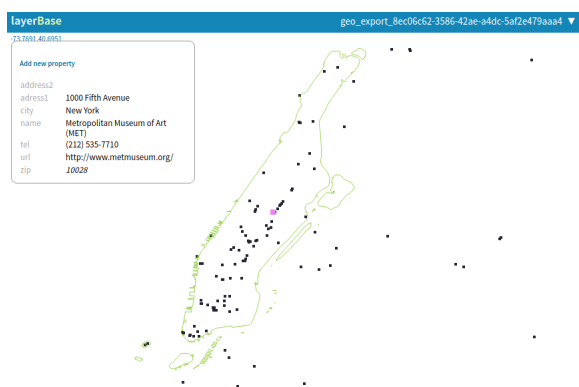 layerBase
geo_export_8ec06c62-3586-42ae-a4dc-5af2e479aaa4 ▼
-73.7691,40.6951
Add new property
address2
adress1 1000 Fifth Avenue
city New York
name Metropolitan Museum of Art
(MET)
tel (212) 535-7710
url http://www.metmuseum.org/
zip 10028